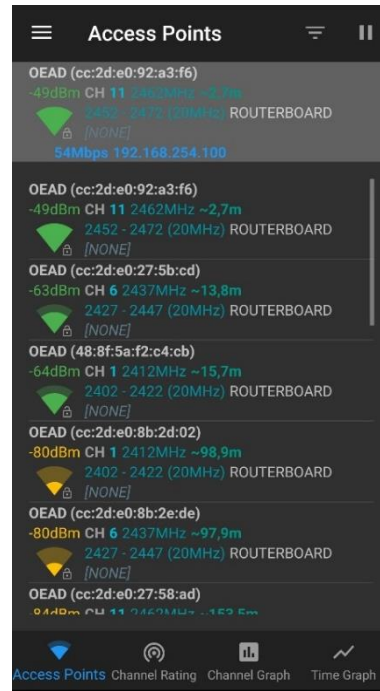 Access Points
OEAD (cc:2d:e0:92:a3:f6)
-49dBm CH 11 2462MHz ~2,7m
2452 - 2472 (20MHz) ROUTERBOARD
[NONE]
54Mbps 192.168.254.100
OEAD (cc:2d:e0:92:a3:f6)
-49dBm CH 11 2462MHz ~2,7m
2452 - 2472 (20MHz) ROUTERBOARD
[NONE]
OEAD (cc:2d:e0:27:5b:cd)
-63dBm CH 6 2437MHz ~13,8m
2427 - 2447 (20MHz) ROUTERBOARD
[NONE]
OEAD (48:8f:5a:f2:c4:cb)
-64dBm CH 1 2412MHz ~15,7m
2402 - 2422 (20MHz)
[NONE]
OEAD (cc:2d:e0:8b:2d:02)
-80dBm CH 1 2412MHz ~98,9m
2402 - 2422 (20MHz) ROUTERBOARD
[NONE]
OEAD (cc:2d:e0:8b:2e:de)
-80dBm CH 6 2437MHz ~97,9m
2427 - 2447 (20MHz) ROUTERBOARD
[NONE]
OEAD (cc:2d:e0:27:58:ad)
-84dBm CH 11 2462MHz ~153,5m
Access Points Channel Rating Channel Graph Time Graph